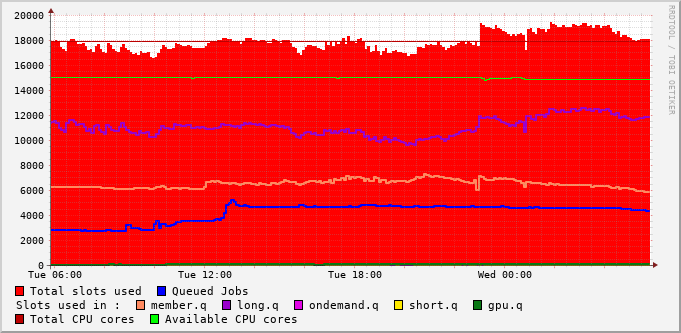 20000
18000
16000
14000
12000
10000
8000
6000
4000
2000
0
Tue 06:00 Tue 12:00 Tue 18:00 Wed 00:00
RRDTOOL / TOBI OETIKER
Total slots used Queued Jobs
Slots used in : member.q long.q ondemand.q short.q gpu.q
Total CPU cores Available CPU cores